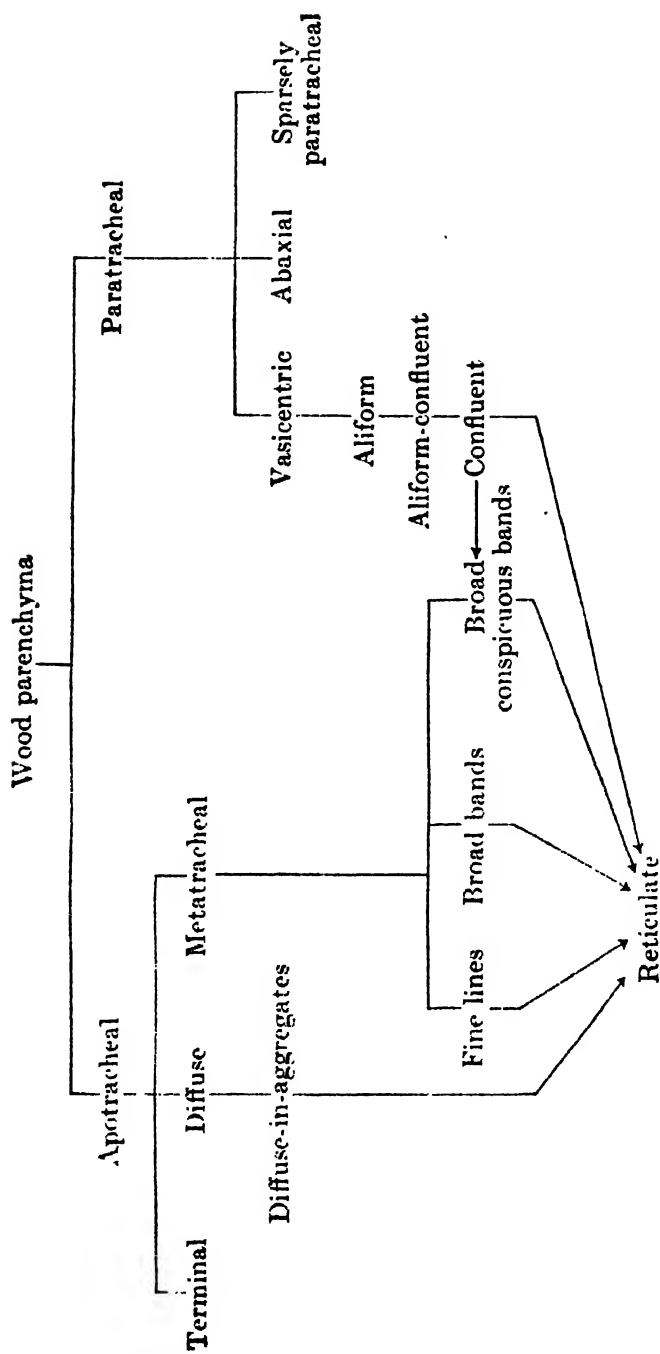 Wood parenchyma
Apotracheal
Paratracheal
Terminal
Diffuse
Metatracheal
Vasicentric
Abaxial
Sparsely
paratracheal
Diffuse-in-aggregates
Aliform
Aliform-confluent
Fine lines
Broad bands
Broad
conspicuous bands
Confluent
Reticulate